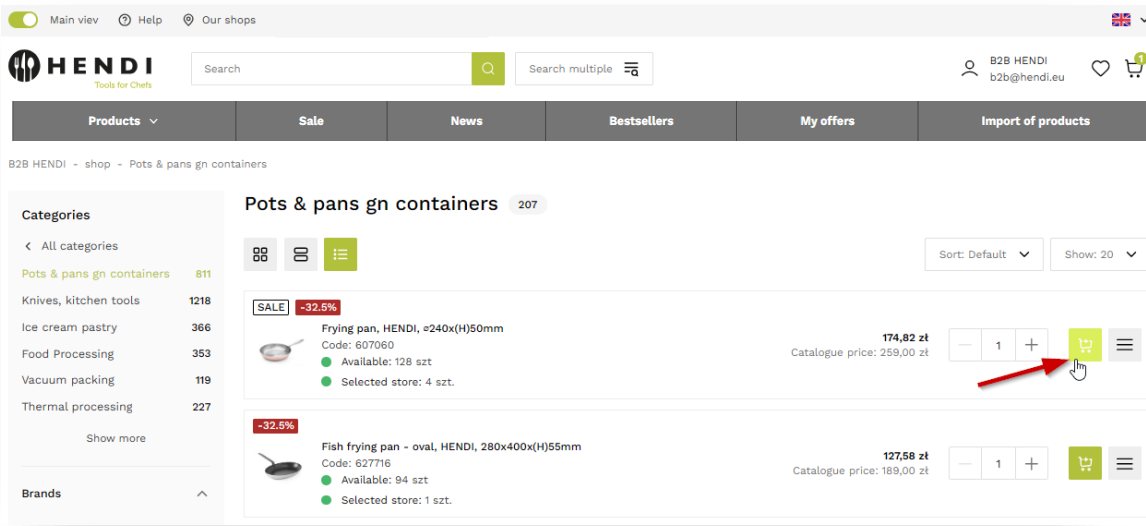 Main viev Help Our shops
HENDI
Tools for Chefs
Search
Search multiple
B2B HENDI
b2b@hendi.eu
1
Products Sale News Bestsellers My offers Import of products
B2B HENDI - shop - Pots & pans gn containers
Categories
All categories
Pots & pans gn containers 811
Knives, kitchen tools 1218
Ice cream pastry 366
Food Processing 353
Vacuum packing 119
Thermal processing 227
Show more
Brands
Pots & pans gn containers 207
Sort: Default Show: 20
SALE -32.5%
Frying pan, HENDI, ⌀240x(H)50mm
Code: 607060
Available: 128 szt
Selected store: 4 szt.
174,82 zł
Catalogue price: 259,00 zł
— 1 +
-32.5%
Fish frying pan - oval, HENDI, 280x400x(H)55mm
Code: 627716
Available: 94 szt
Selected store: 1 szt.
127,58 zł
Catalogue price: 189,00 zł
— 1 +